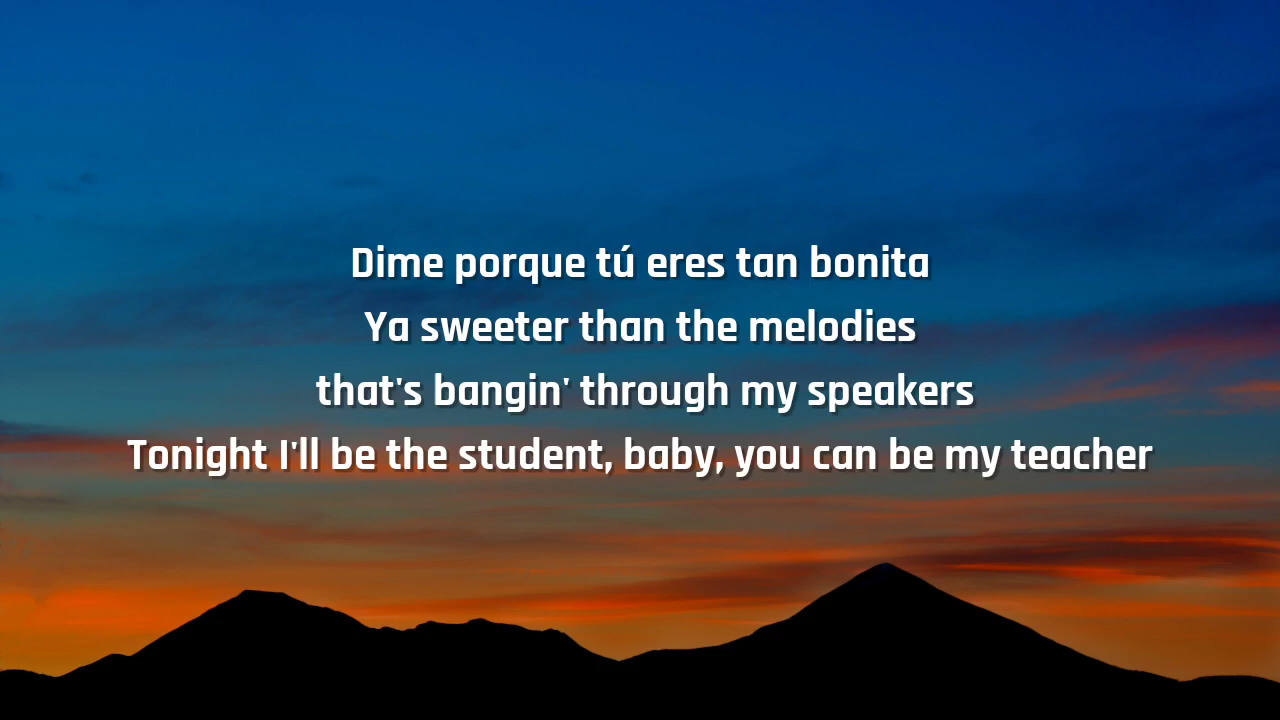 Dime porque tú eres tan bonita
Ya sweeter than the melodies
that's bangin' through my speakers
Tonight I'll be the student, baby, you can be my teacher